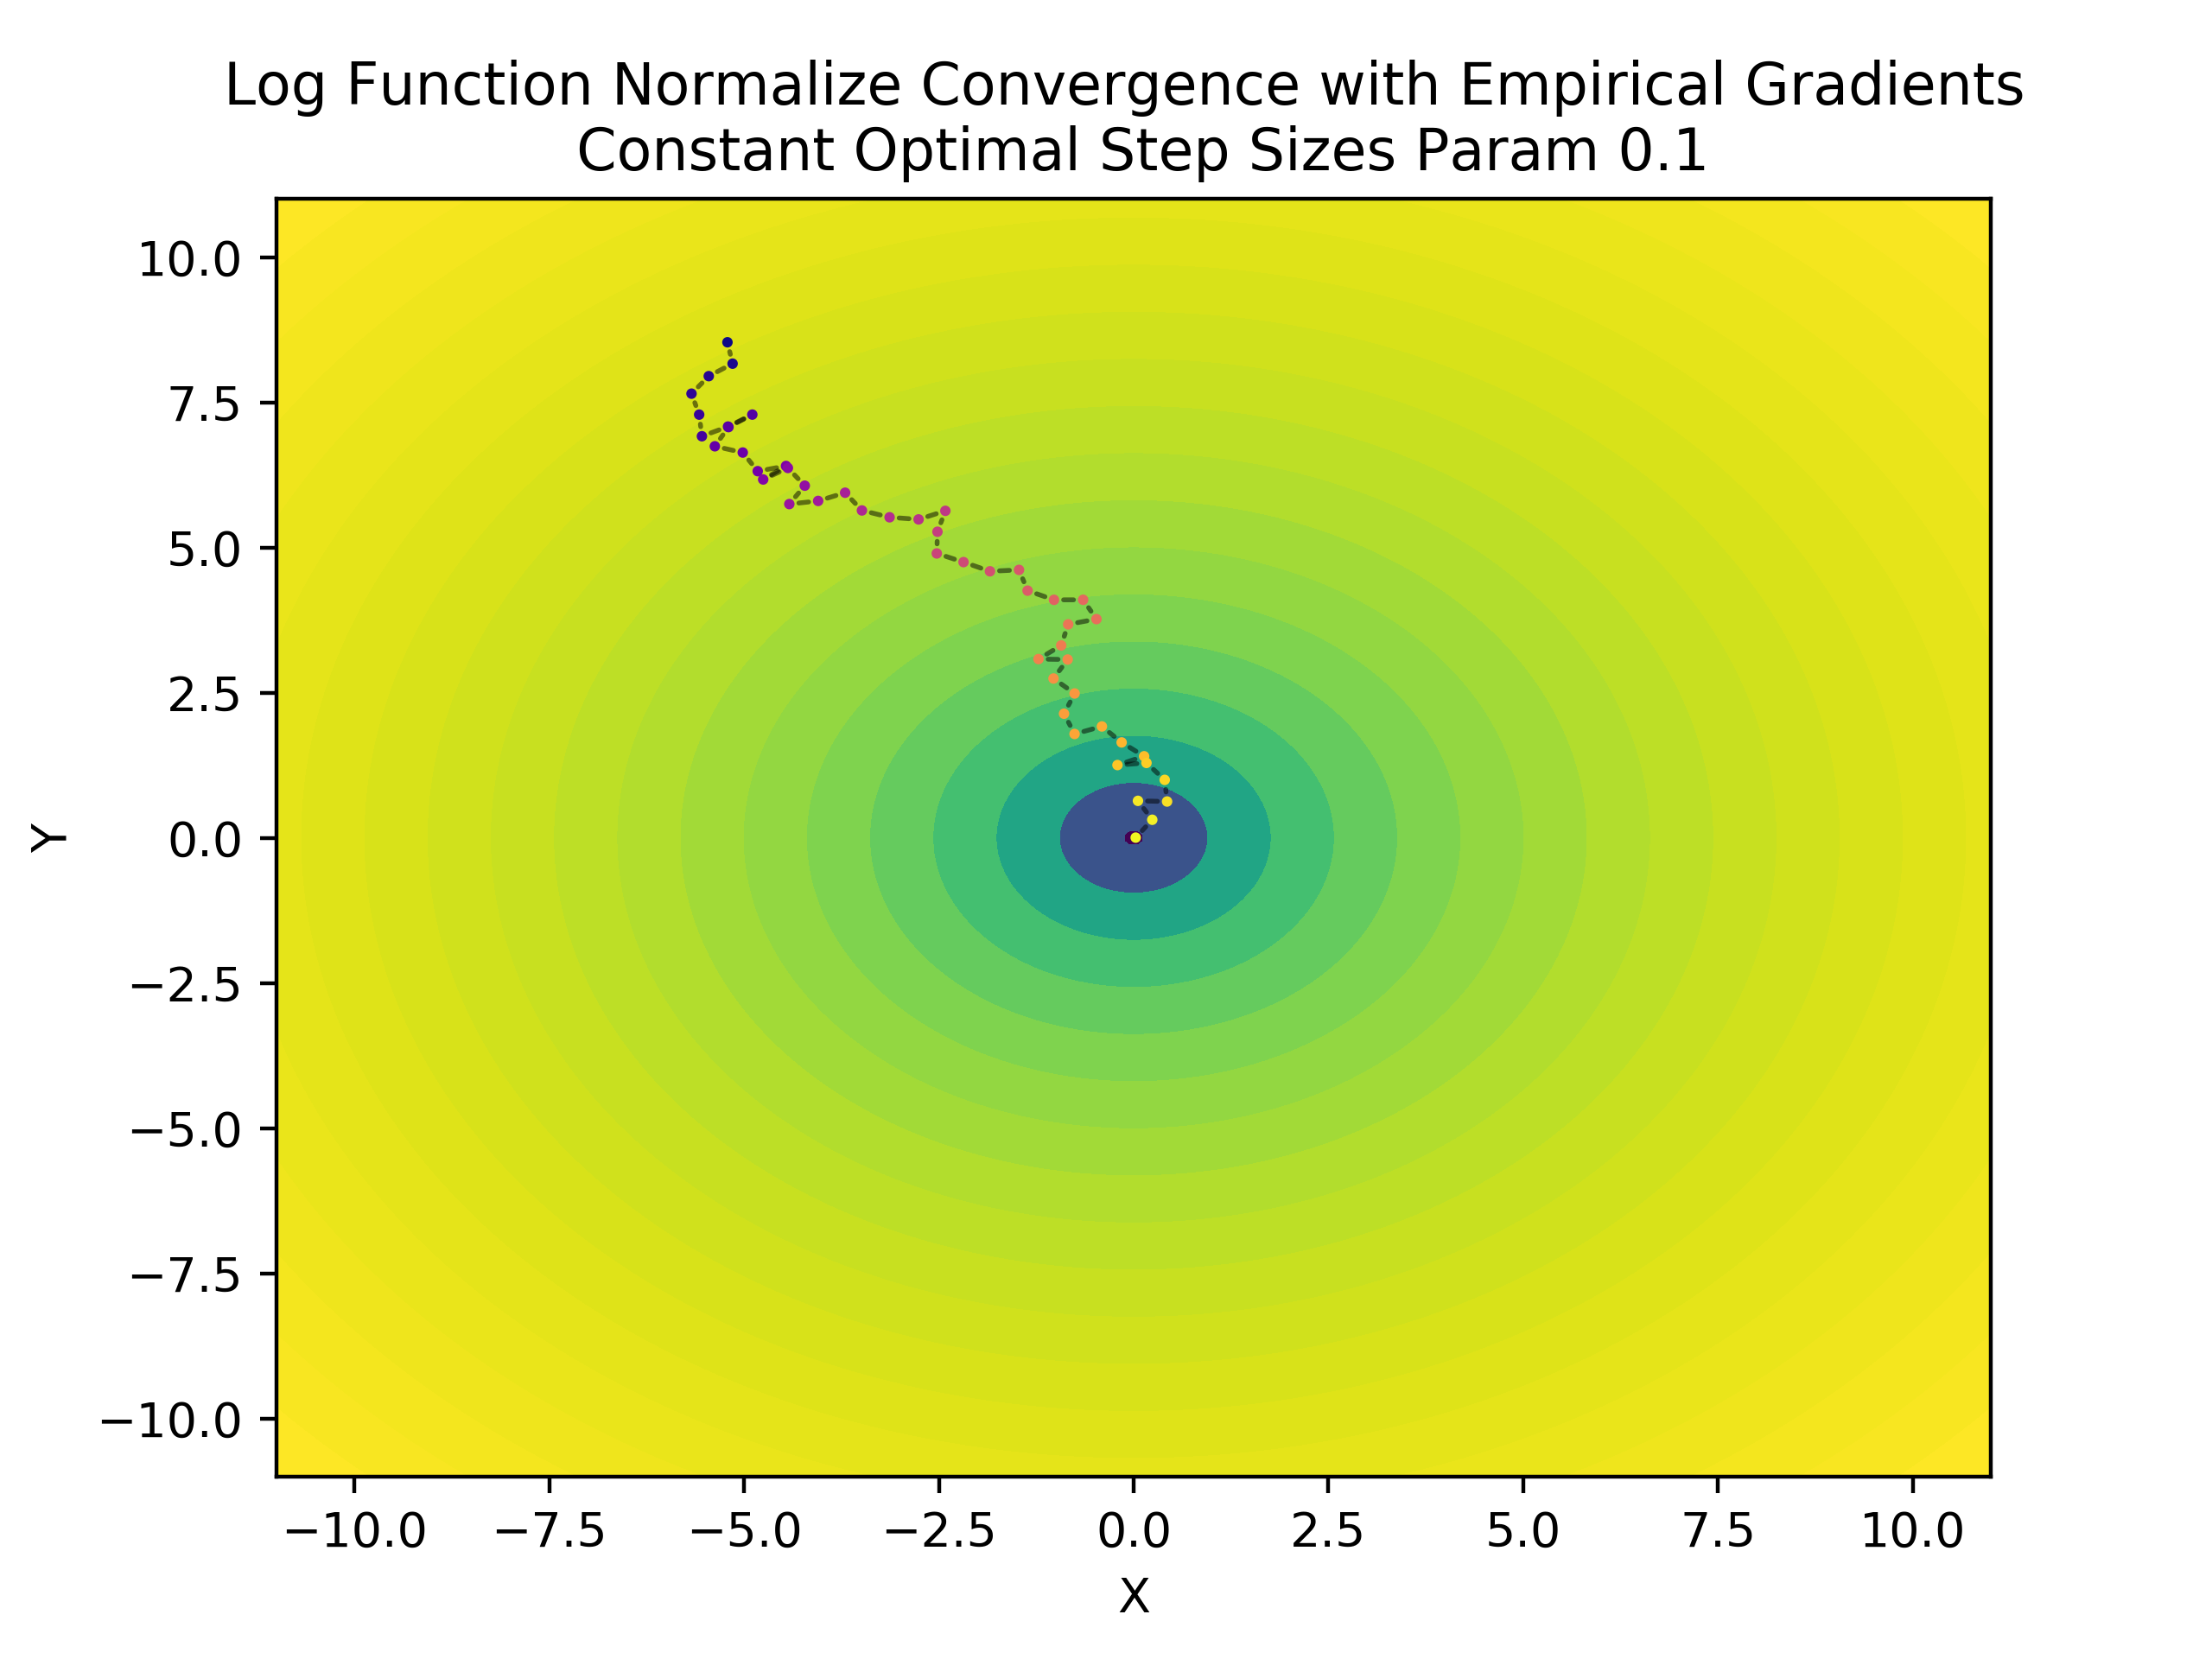 Log Function Normalize Convergence with Empirical Gradients
Constant Optimal Step Sizes Param 0.1
10.0
7.5
5.0
2.5
0.0
−2.5
−5.0
−7.5
−10.0
Y
−10.0 −7.5 −5.0 −2.5 0.0 2.5 5.0 7.5 10.0
X